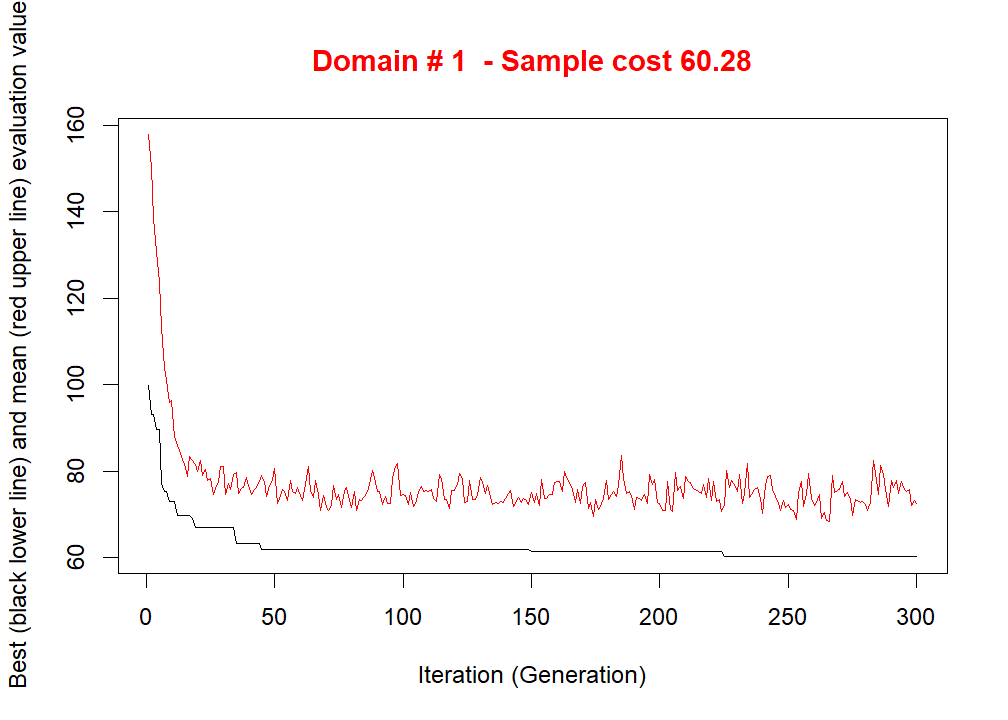 Domain # 1  - Sample cost 60.28
Best (black lower line) and mean (red upper line) evaluation value
160
140
120
100
80
60
0 50 100 150 200 250 300
Iteration (Generation)